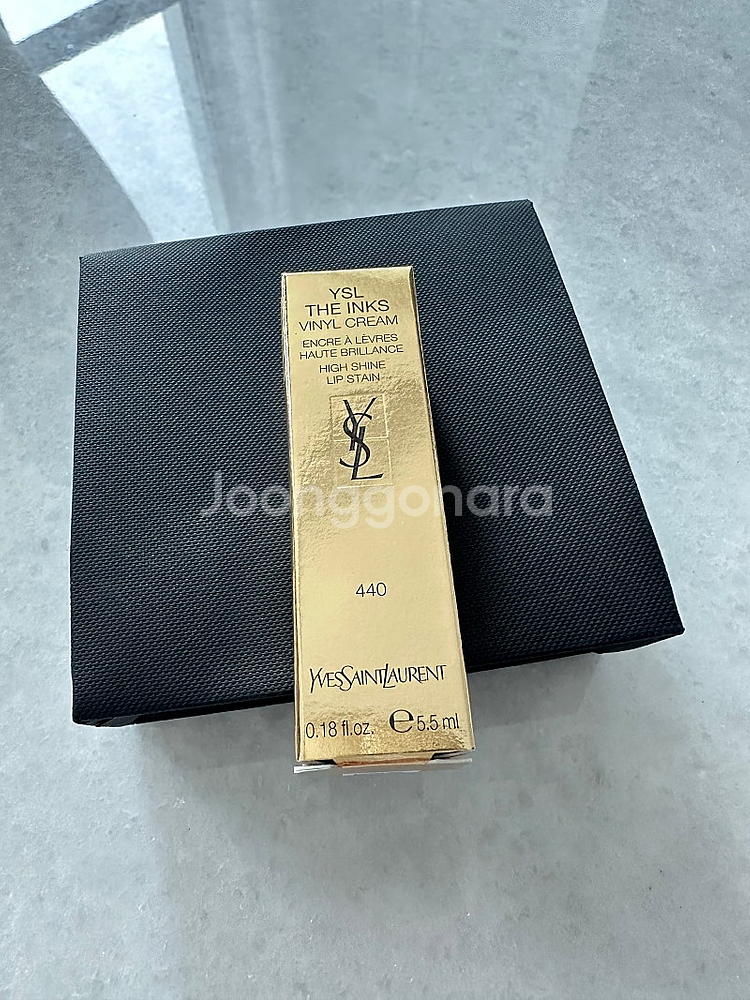 YSL
THE INKS
VINYL CREAM
ENCRE À LÈVRES
HAUTE BRILLANCE
HIGH SHINE
LIP STAIN
YSL
Joonggonara
440
YVESSAINTLAURENT
0.18 fl.oz. ℮ 5.5 ml